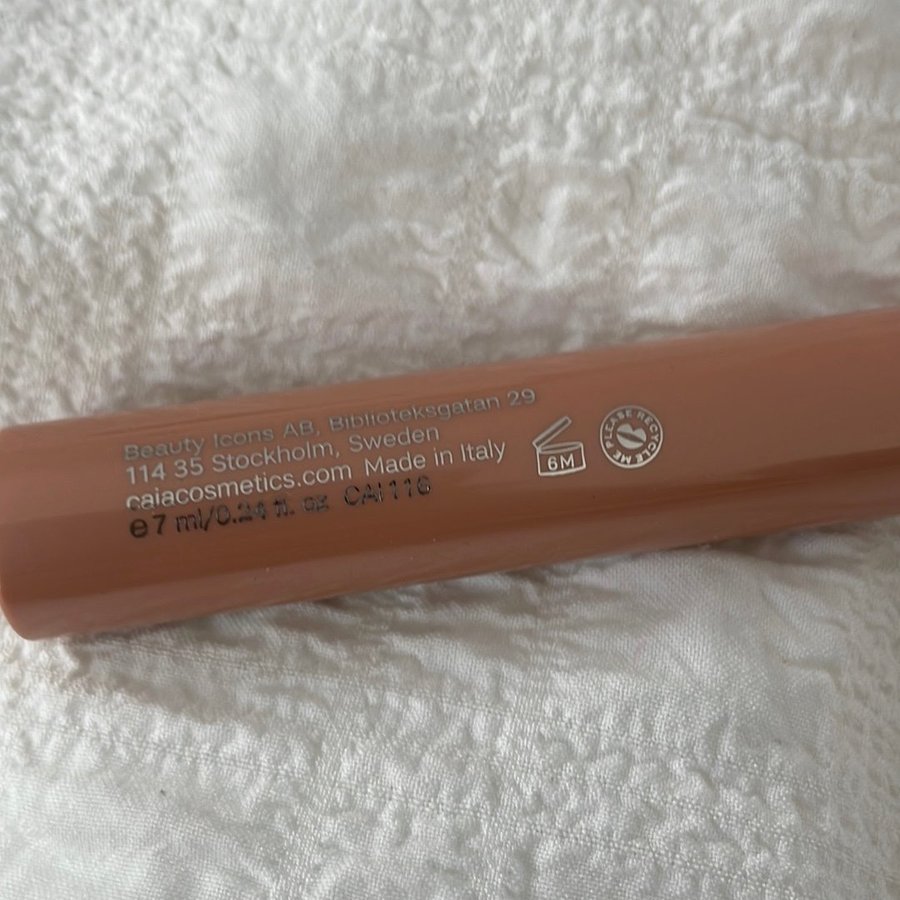 Beauty Icons AB, Biblioteksgatan 29
114 35 Stockholm, Sweden
caiacosmetics.com Made in Italy
e 7 ml/0.24 fl. oz CAI116
6M
PLEASE RECYCLE ME